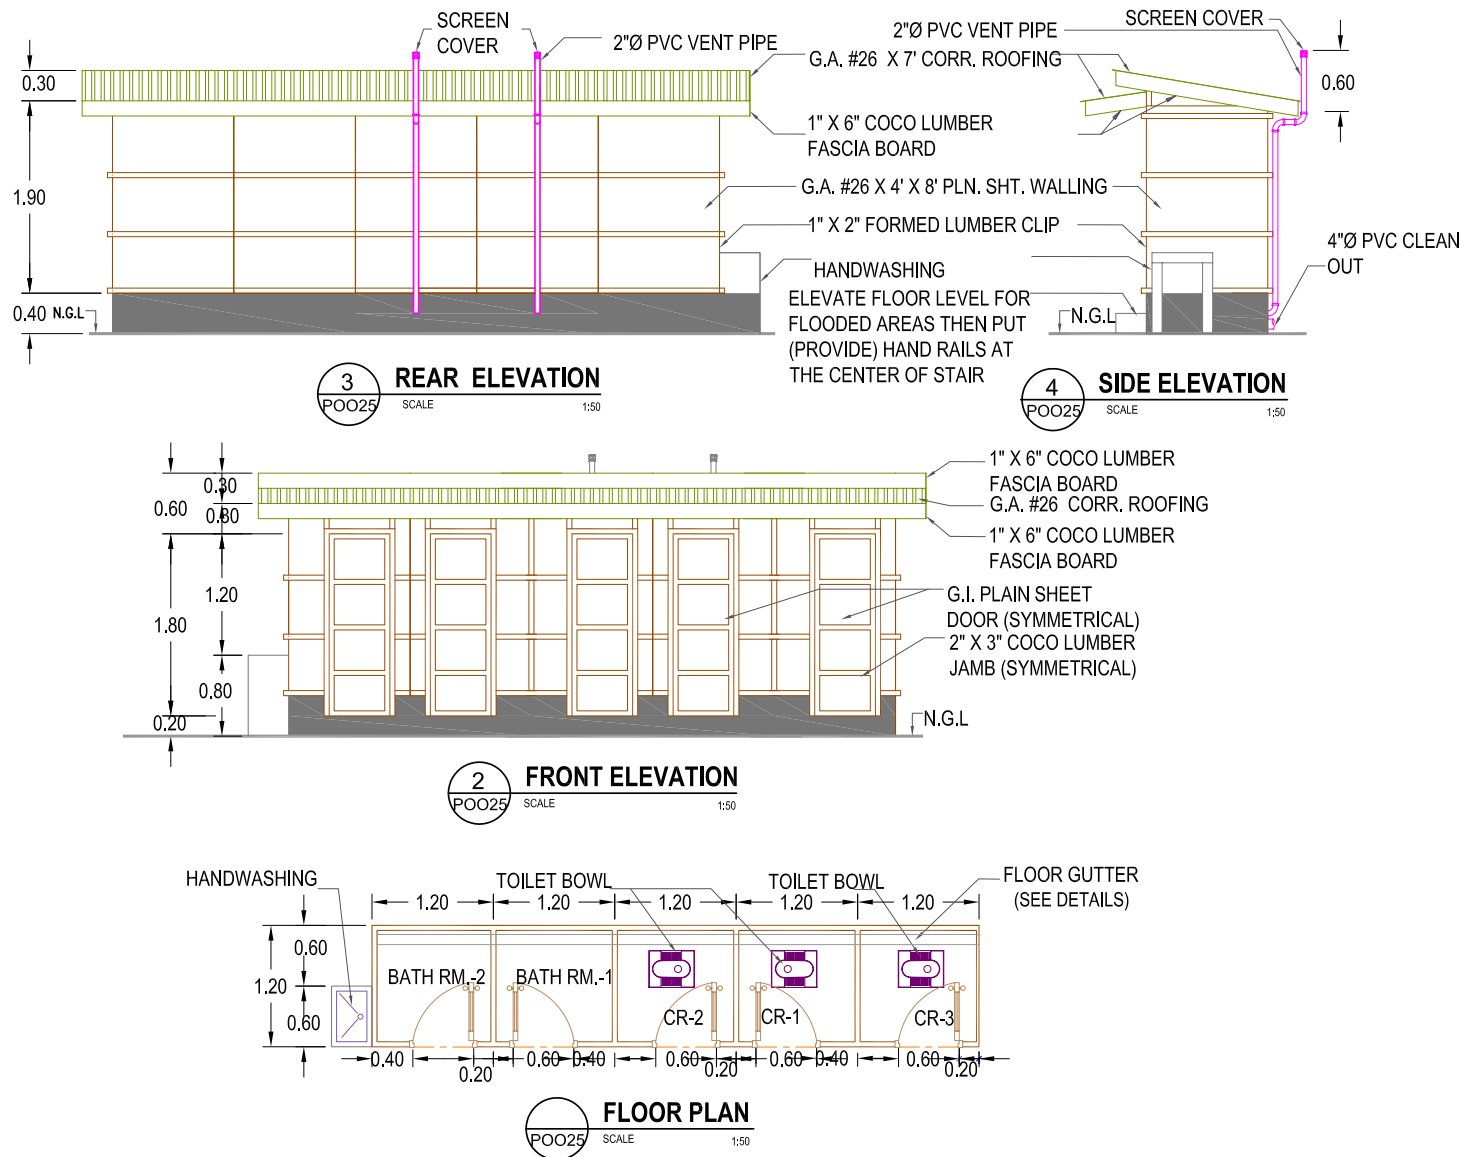 SCREEN
COVER
2"Ø PVC VENT PIPE
0.30
1.90
0.40 N.G.L
G.A. #26 X 7' CORR. ROOFING
1" X 6" COCO LUMBER
FASCIA BOARD
G.A. #26 X 4' X 8' PLN. SHT. WALLING
1" X 2" FORMED LUMBER CLIP
HANDWASHING
ELEVATE FLOOR LEVEL FOR
FLOODED AREAS THEN PUT
(PROVIDE) HAND RAILS AT
THE CENTER OF STAIR
3
POO25
REAR ELEVATION
SCALE 1:50
SCREEN COVER
2"Ø PVC VENT PIPE
0.60
4"Ø PVC CLEAN
OUT
N.G.L
4
POO25
SIDE ELEVATION
SCALE 1:50
0.30
0.60
0.30
1.20
1.80
0.80
0.20
1" X 6" COCO LUMBER
FASCIA BOARD
G.A. #26 CORR. ROOFING
1" X 6" COCO LUMBER
FASCIA BOARD
G.I. PLAIN SHEET
DOOR (SYMMETRICAL)
2" X 3" COCO LUMBER
JAMB (SYMMETRICAL)
N.G.L
2
POO25
FRONT ELEVATION
SCALE 1:50
HANDWASHING
TOILET BOWL
TOILET BOWL
FLOOR GUTTER
(SEE DETAILS)
1.20 1.20 1.20 1.20 1.20
0.60
1.20
0.60
BATH RM.-2
BATH RM.-1
CR-2
CR-1
CR-3
0.40 0.20 0.60 0.40 0.60 0.20 0.60 0.40 0.60 0.20
POO25
FLOOR PLAN
SCALE 1:50